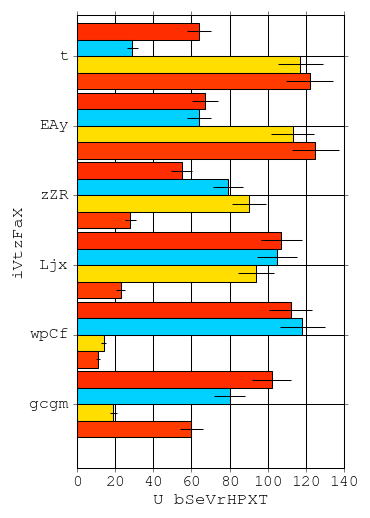 t
EAy
zZR
Ljx
wpCf
gcgm
iVtzFaX
0 20 40 60 80 100 120 140
U bSeVrHPXT